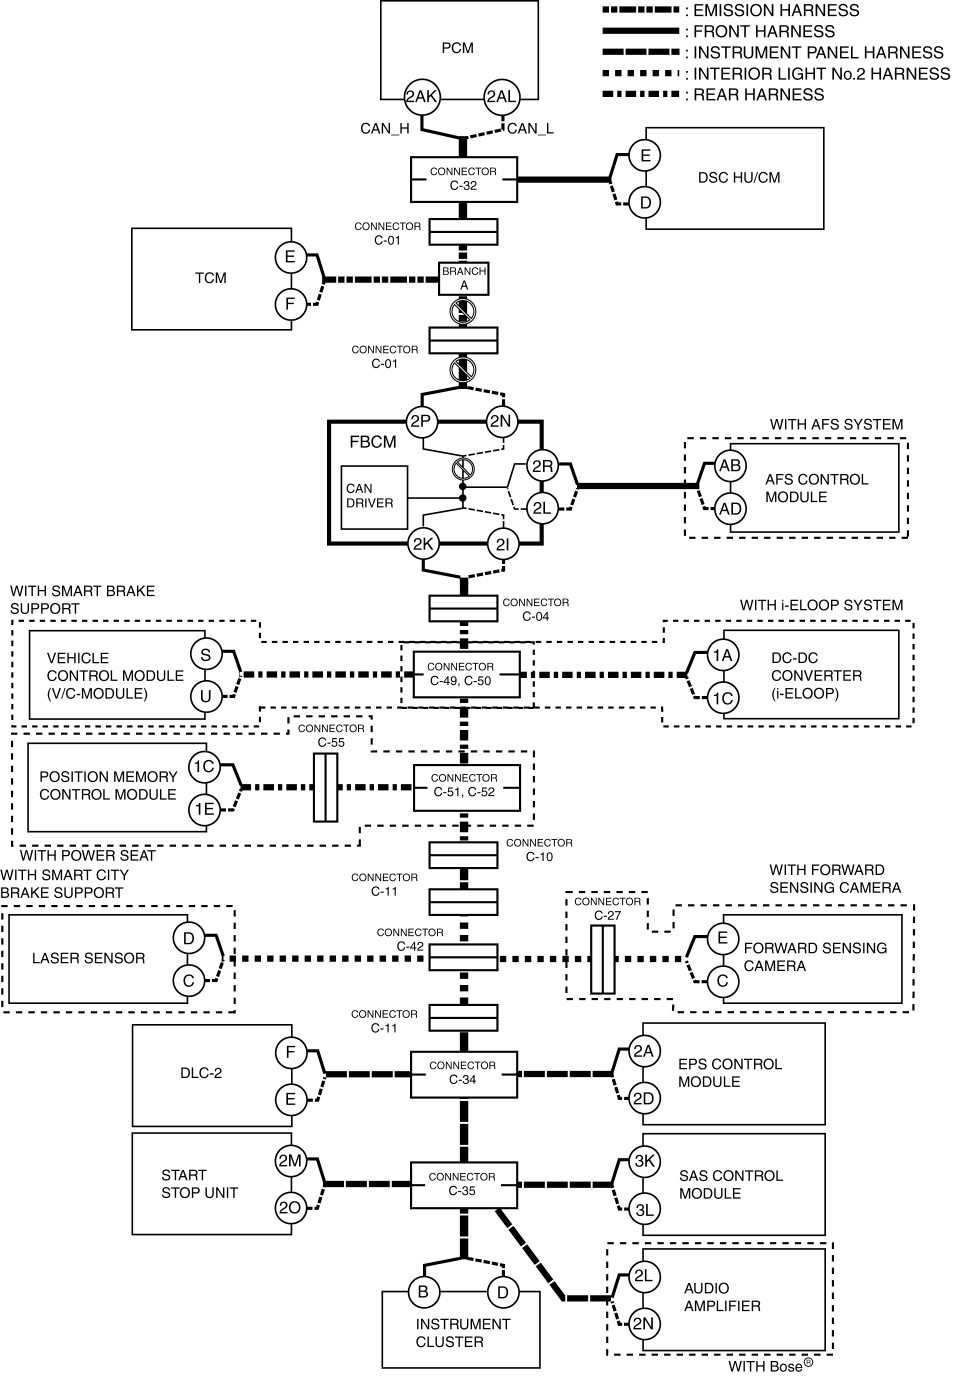 PCM
: EMISSION HARNESS
: FRONT HARNESS
: INSTRUMENT PANEL HARNESS
: INTERIOR LIGHT No.2 HARNESS
: REAR HARNESS
2AK
2AL
CAN_H
CAN_L
CONNECTOR
C-32
E
D
DSC HU/CM
CONNECTOR
C-01
TCM
E
F
BRANCH
A
CONNECTOR
C-01
2P
2N
FBCM
CAN
DRIVER
2R
2L
2K
2I
WITH AFS SYSTEM
AB
AD
AFS CONTROL
MODULE
CONNECTOR
C-04
WITH SMART BRAKE
SUPPORT
VEHICLE
CONTROL MODULE
(V/C-MODULE)
S
U
CONNECTOR
C-49, C-50
WITH i-ELOOP SYSTEM
1A
1C
DC-DC
CONVERTER
(i-ELOOP)
POSITION MEMORY
CONTROL MODULE
1C
1E
CONNECTOR
C-55
CONNECTOR
C-51, C-52
WITH POWER SEAT
CONNECTOR
C-10
CONNECTOR
C-11
WITH SMART CITY
BRAKE SUPPORT
LASER SENSOR
D
C
CONNECTOR
C-42
WITH FORWARD
SENSING CAMERA
CONNECTOR
C-27
E
C
FORWARD SENSING
CAMERA
CONNECTOR
C-11
DLC-2
F
E
CONNECTOR
C-34
2A
2D
EPS CONTROL
MODULE
START
STOP UNIT
2M
2O
CONNECTOR
C-35
3K
3L
SAS CONTROL
MODULE
B
D
INSTRUMENT
CLUSTER
2L
2N
AUDIO
AMPLIFIER
WITH Bose®